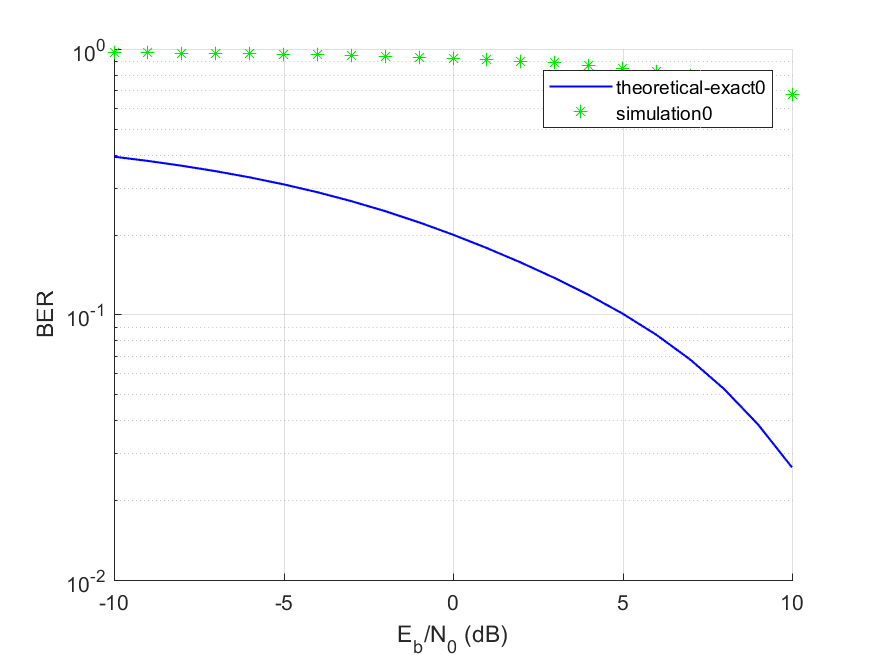 10^0
theoretical-exact0
simulation0
BER
10^-1
10^-2
-10 -5 0 5 10
E_b/N_0 (dB)